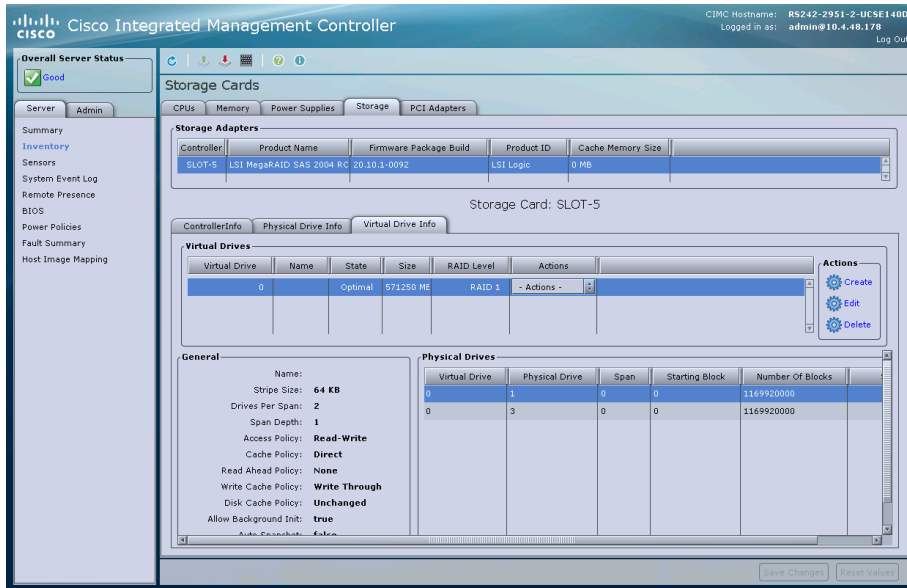 CISCO
Cisco Integrated Management Controller
CIMC Hostname: RS242-2951-2-UCSE140D
Logged in as: admin@10.4.48.178
Log Out
Overall Server Status
Good
Server
Admin
Summary
Inventory
Sensors
System Event Log
Remote Presence
BIOS
Power Policies
Fault Summary
Host Image Mapping
Storage Cards
CPUs Memory Power Supplies Storage PCI Adapters
Storage Adapters
Controller Product Name Firmware Package Build Product ID Cache Memory Size
SLOT-5 LSI MegaRAID SAS 2004 RO 20.10.1-0092 LSI Logic 0 MB
Storage Card: SLOT-5
ControllerInfo Physical Drive Info Virtual Drive Info
Virtual Drives
Virtual Drive Name State Size RAID Level Actions
0 Optimal 571250 MB RAID 1 - Actions -
Actions
Create
Edit
Delete
General
Name:
Stripe Size: 64 KB
Drives Per Span: 2
Span Depth: 1
Access Policy: Read-Write
Cache Policy: Direct
Read Ahead Policy: None
Write Cache Policy: Write Through
Disk Cache Policy: Unchanged
Allow Background Init: true
Auto Snapshot: false
Physical Drives
Virtual Drive Physical Drive Span Starting Block Number Of Blocks
0 1 0 0 1169920000
0 3 0 0 1169920000
Save Changes Reset Values